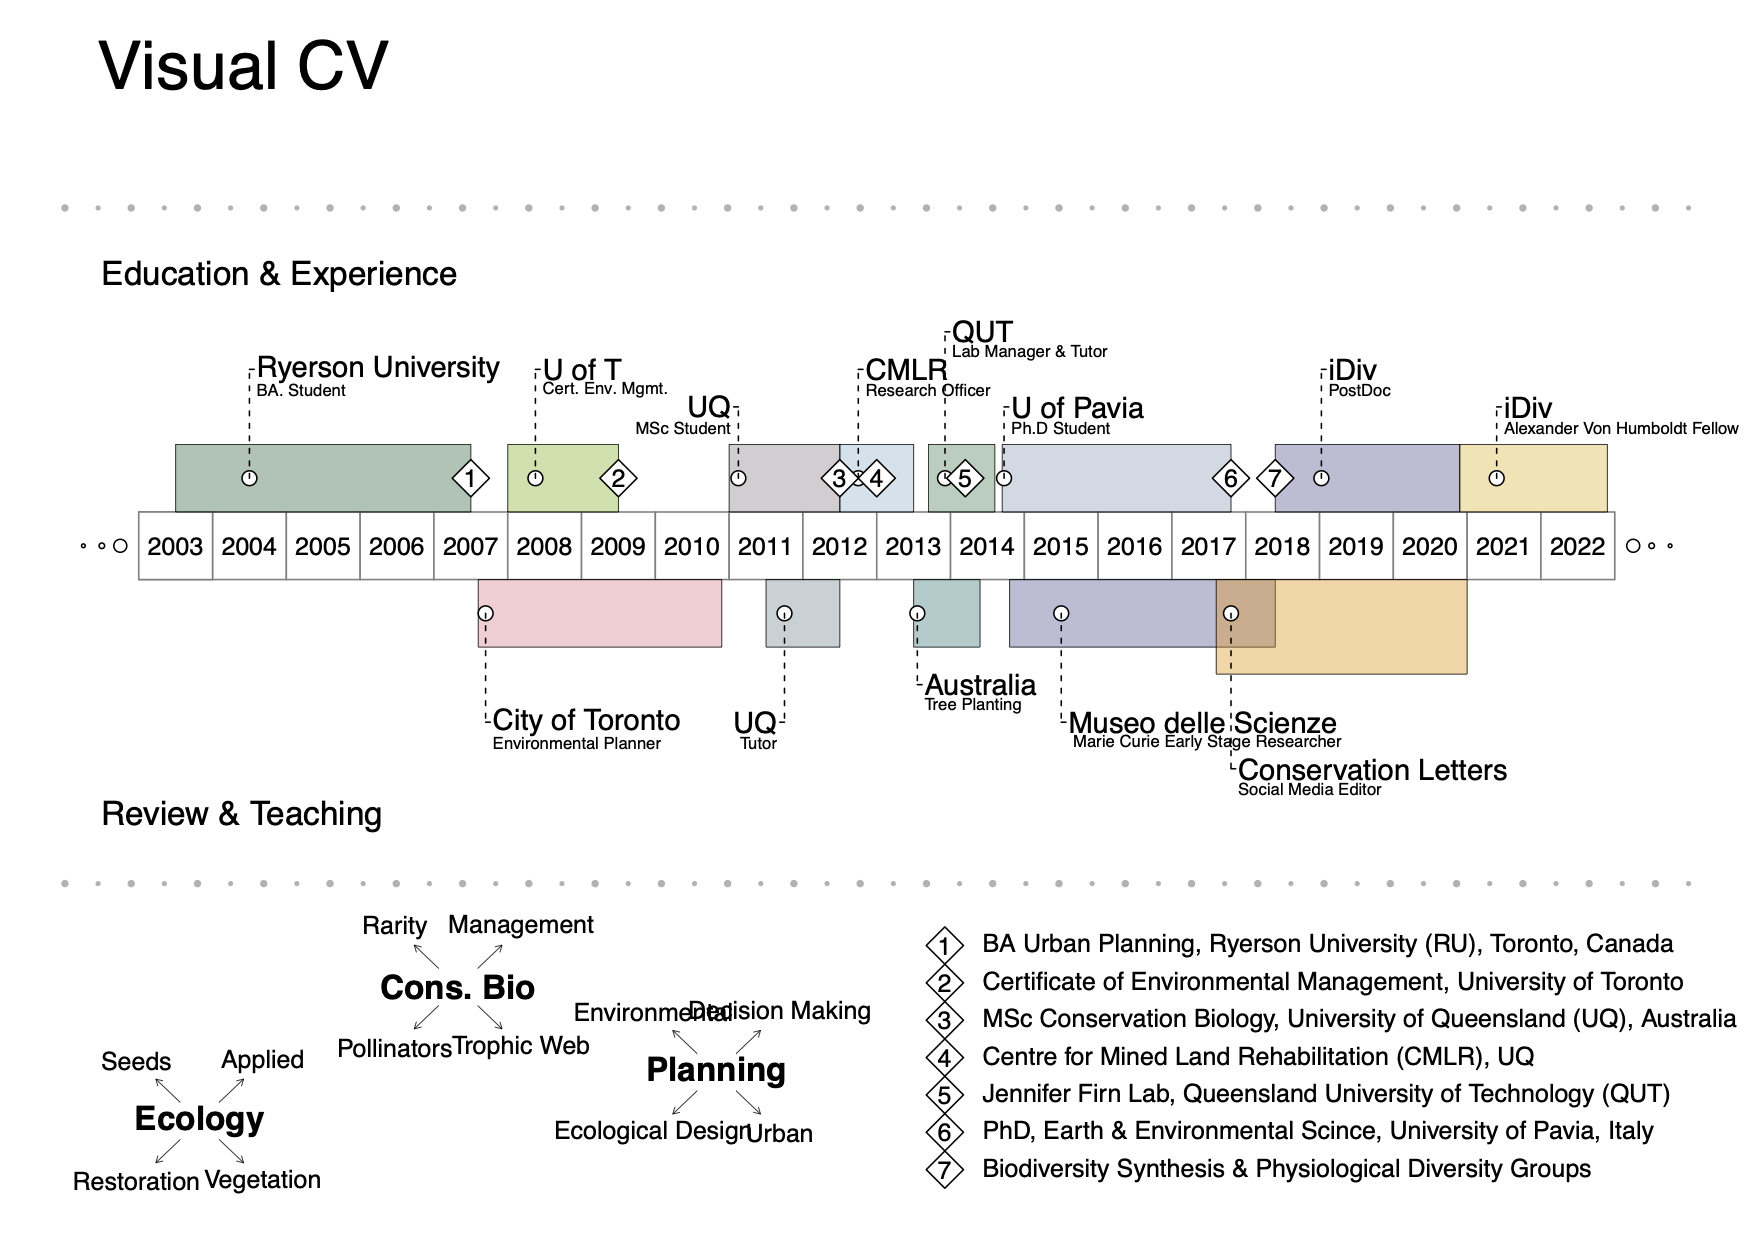 Visual CV
Education & Experience
QUT
Lab Manager & Tutor
Ryerson University
BA. Student
U of T
Cert. Env. Mgmt.
CMLR
Research Officer
iDiv
PostDoc
UQ
MSc Student
U of Pavia
Ph.D Student
iDiv
Alexander Von Humboldt Fellow
1 2 3 4 5 6 7
2003 2004 2005 2006 2007 2008 2009 2010 2011 2012 2013 2014 2015 2016 2017 2018 2019 2020 2021 2022
Australia
Tree Planting
City of Toronto
Environmental Planner
UQ
Tutor
Museo delle Scienze
Marie Curie Early Stage Researcher
Conservation Letters
Social Media Editor
Review & Teaching
Rarity Management
Cons. Bio
Pollinators Trophic Web
Environmental Decision Making
Planning
Ecological Design Urban
Seeds Applied
Ecology
Restoration Vegetation
1 BA Urban Planning, Ryerson University (RU), Toronto, Canada
2 Certificate of Environmental Management, University of Toronto
3 MSc Conservation Biology, University of Queensland (UQ), Australia
4 Centre for Mined Land Rehabilitation (CMLR), UQ
5 Jennifer Firn Lab, Queensland University of Technology (QUT)
6 PhD, Earth & Environmental Scince, University of Pavia, Italy
7 Biodiversity Synthesis & Physiological Diversity Groups